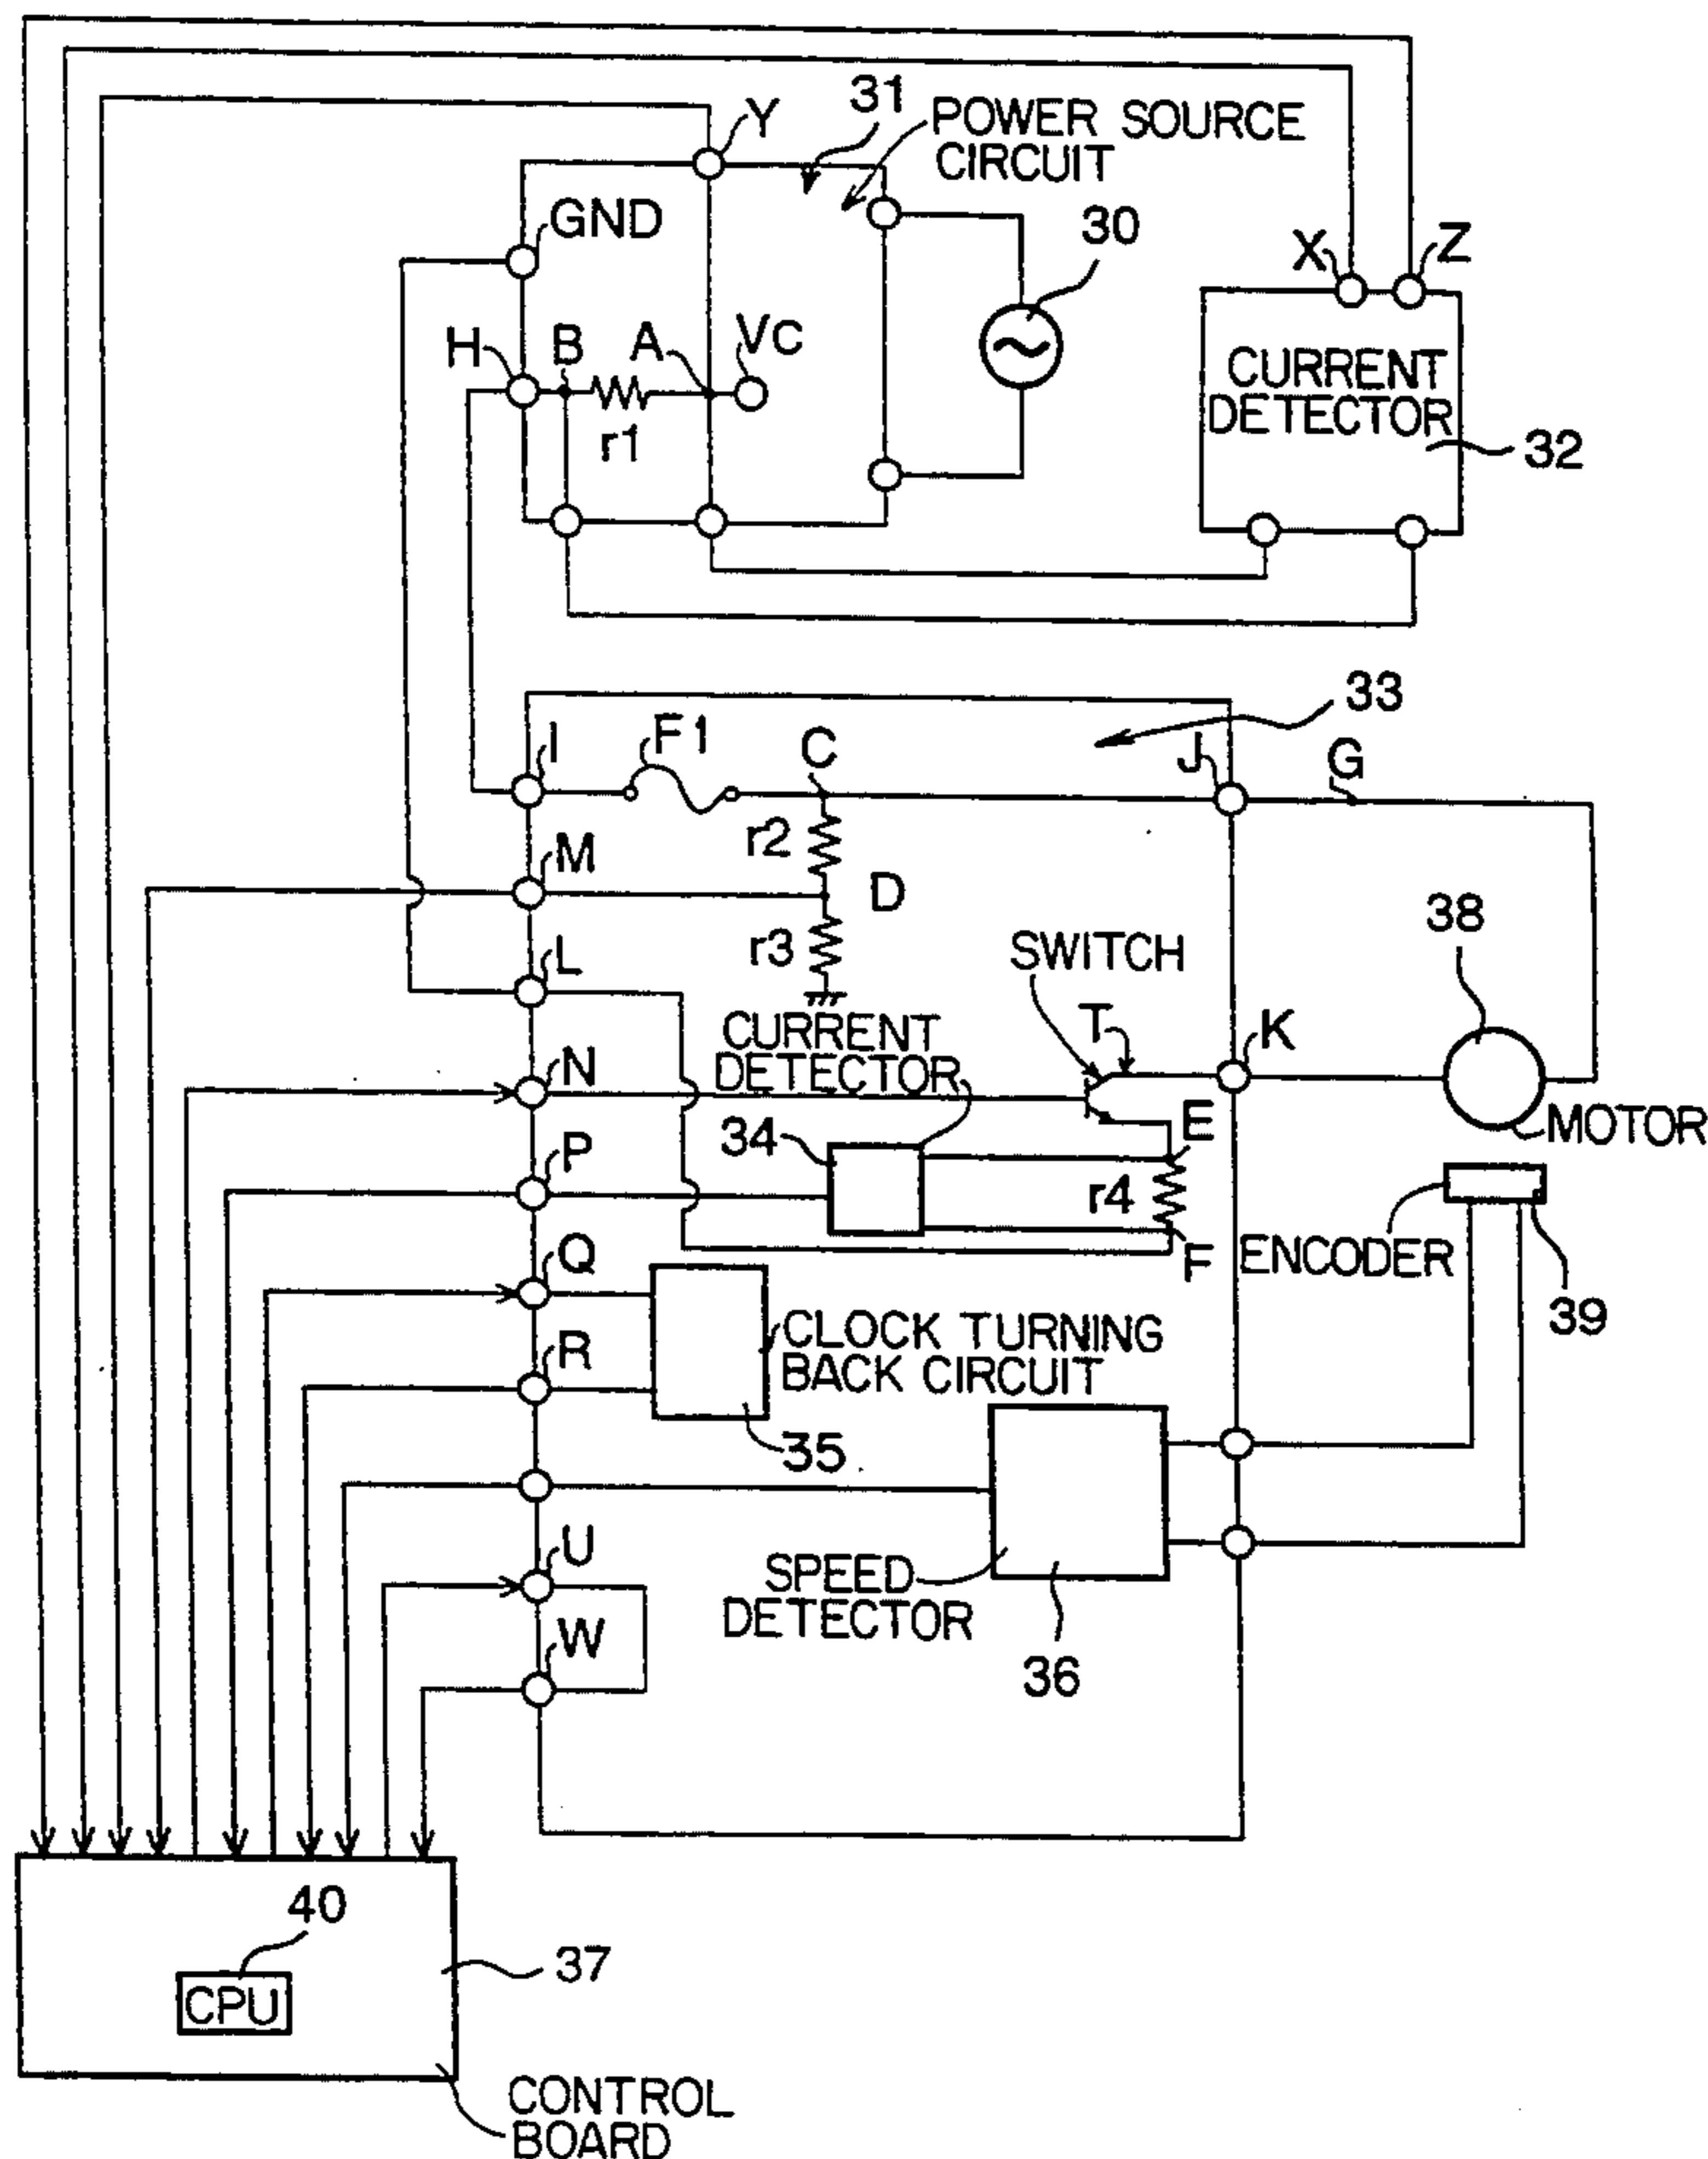 Y
31
POWER SOURCE
CIRCUIT
GND
30
X
Z
H
B
A
VC
r1
CURRENT
DETECTOR
32
33
I
F1
C
J
G
r2
M
D
r3
38
L
SWITCH
CURRENT
DETECTOR
T
K
N
34
E
MOTOR
P
r4
F
ENCODER
39
Q
CLOCK TURNING
BACK CIRCUIT
R
35
U
SPEED
DETECTOR
W
36
40
CPU
37
CONTROL
BOARD